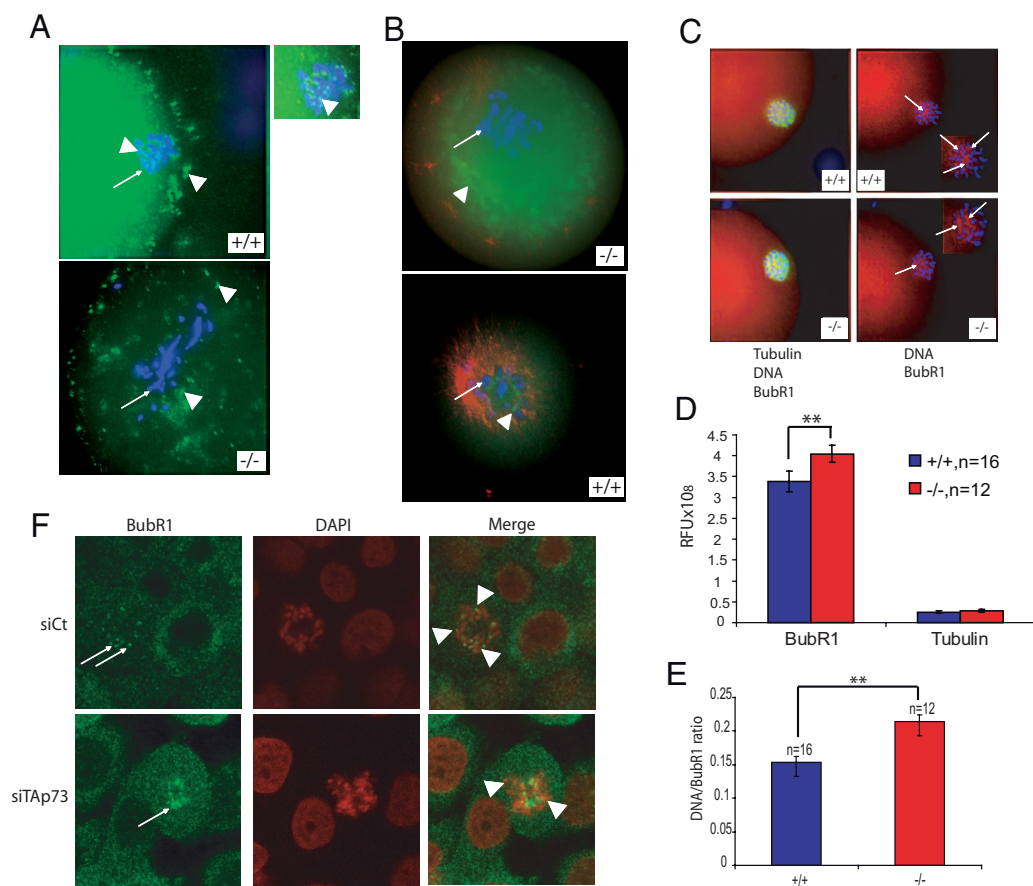 A
+/+
-/-
B
-/-
+/+
C
+/+
+/+
-/-
-/-
Tubulin
DNA
BubR1
DNA
BubR1
D
**
4.5
4
3.5
3
2.5
2
1.5
1
0.5
0
RFUx108
+/+,n=16
-/-,n=12
BubR1
Tubulin
E
**
0.25
0.2
0.15
0.1
0.05
0
DNA/BubR1 ratio
n=16
n=12
+/+
-/-
F
BubR1
DAPI
Merge
siCt
siTAp73